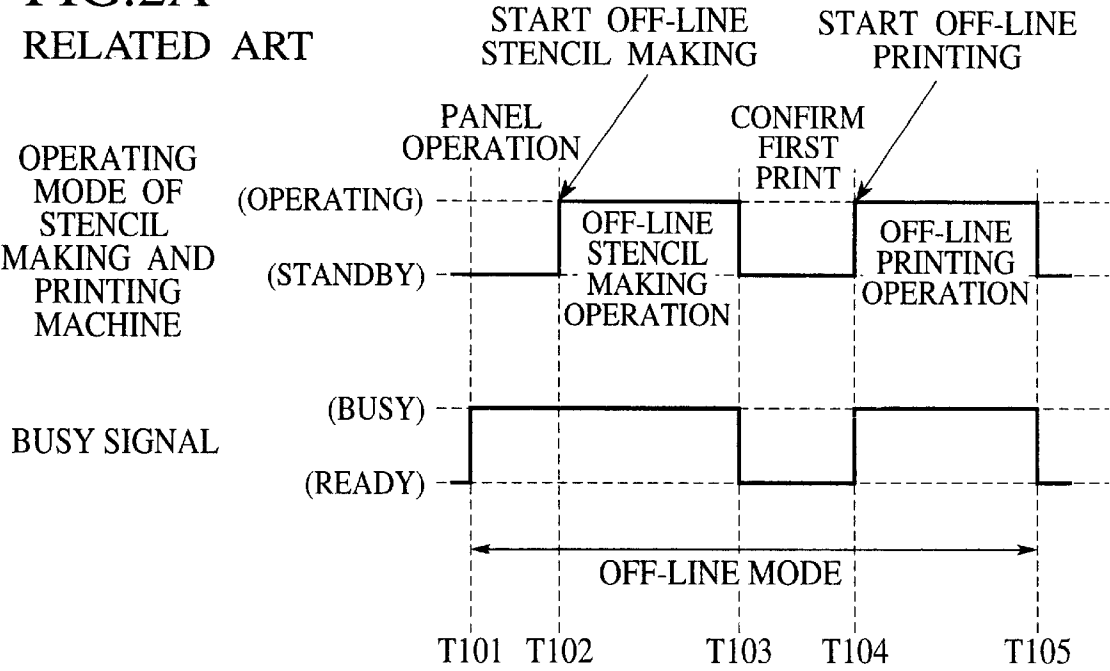 FIG.2A
RELATED ART
START OFF-LINE
STENCIL MAKING
START OFF-LINE
PRINTING
PANEL
OPERATION
CONFIRM
FIRST
PRINT
OPERATING
MODE OF
STENCIL
MAKING AND
PRINTING
MACHINE
(OPERATING)
(STANDBY)
OFF-LINE
STENCIL
MAKING
OPERATION
OFF-LINE
PRINTING
OPERATION
BUSY SIGNAL
(BUSY)
(READY)
OFF-LINE MODE
T101 T102 T103 T104 T105